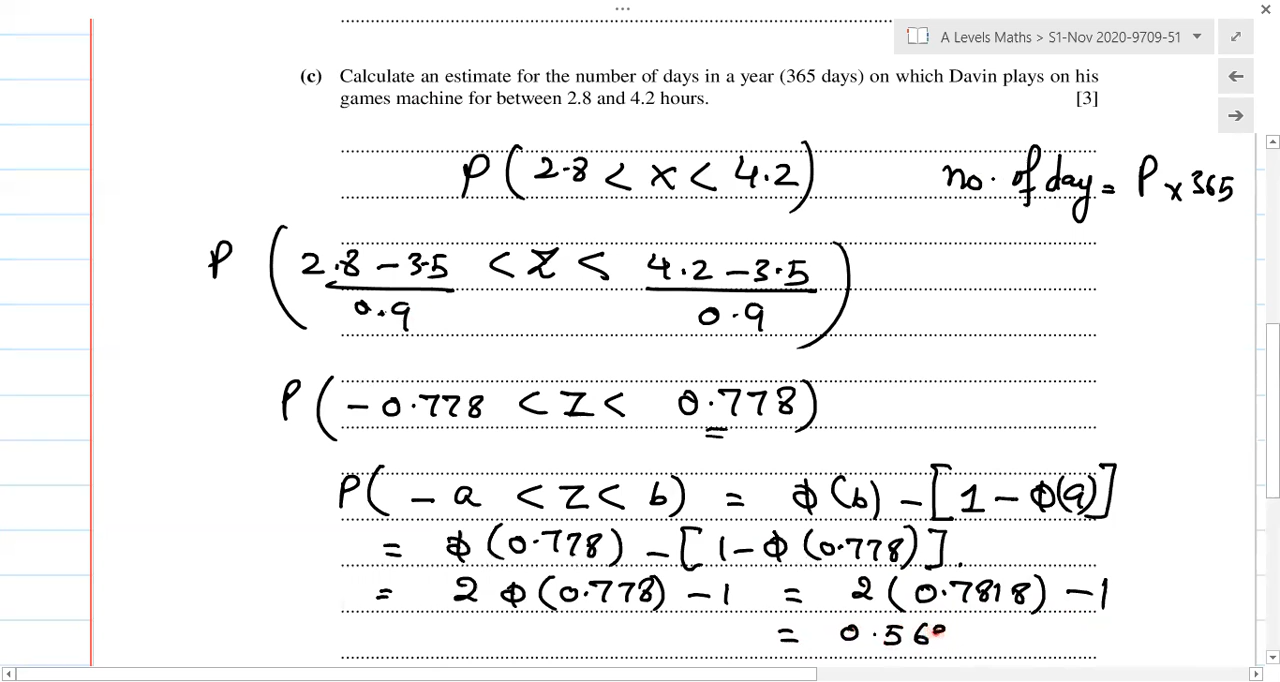 A Levels Maths > S1-Nov 2020-9709-51
(c) Calculate an estimate for the number of days in a year (365 days) on which Davin plays on his
games machine for between 2.8 and 4.2 hours. [3]
P(2.8 < x < 4.2) no. of day = P x 365
P( (2.8 - 3.5)/0.9 < Z < (4.2 - 3.5)/0.9 )
P(-0.778 < Z < 0.778)
P(-a < Z < b) = Φ(b) - [1 - Φ(a)]
= Φ(0.778) - [1 - Φ(0.778)].
= 2 Φ(0.778) - 1 = 2(0.7818) - 1
= 0.56